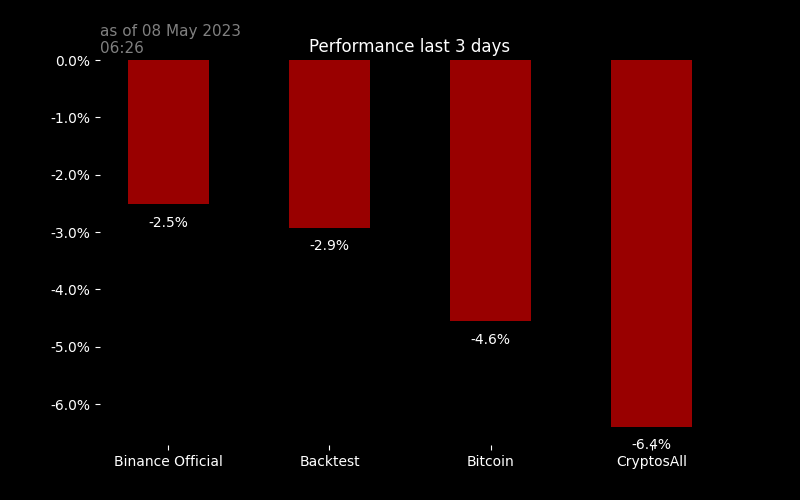 as of 08 May 2023
06:26
Performance last 3 days
0.0%
-1.0%
-2.0%
-3.0%
-4.0%
-5.0%
-6.0%
-2.5%
-2.9%
-4.6%
-6.4%
Binance Official
Backtest
Bitcoin
CryptosAll